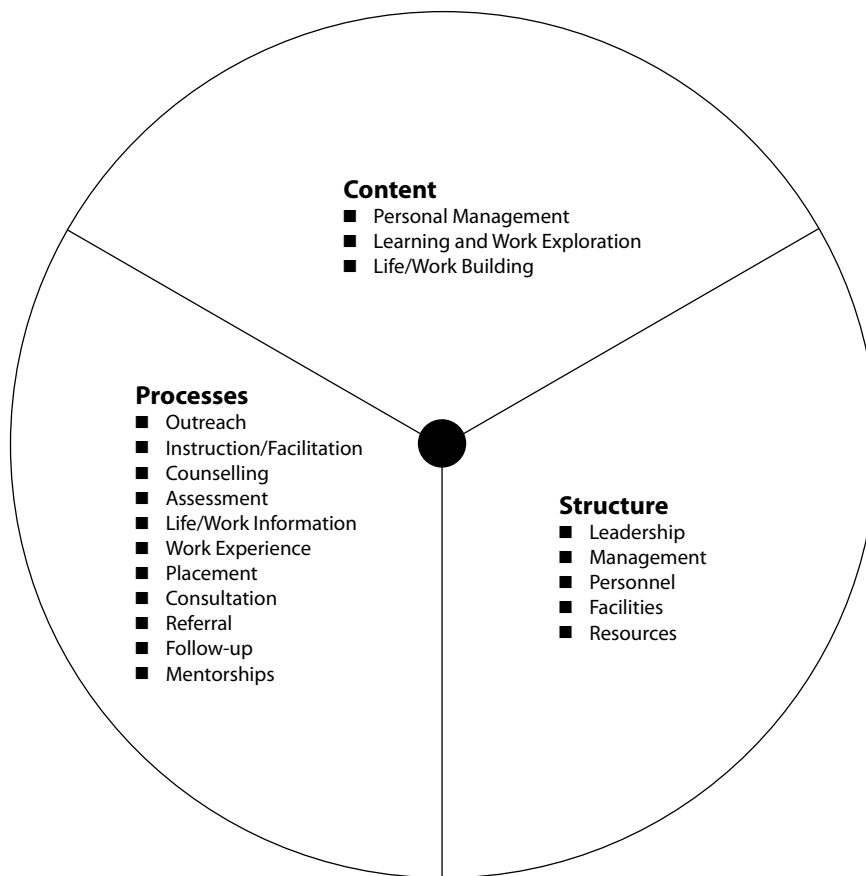 Content
■ Personal Management
■ Learning and Work Exploration
■ Life/Work Building
Processes
■ Outreach
■ Instruction/Facilitation
■ Counselling
■ Assessment
■ Life/Work Information
■ Work Experience
■ Placement
■ Consultation
■ Referral
■ Follow-up
■ Mentorships
Structure
■ Leadership
■ Management
■ Personnel
■ Facilities
■ Resources